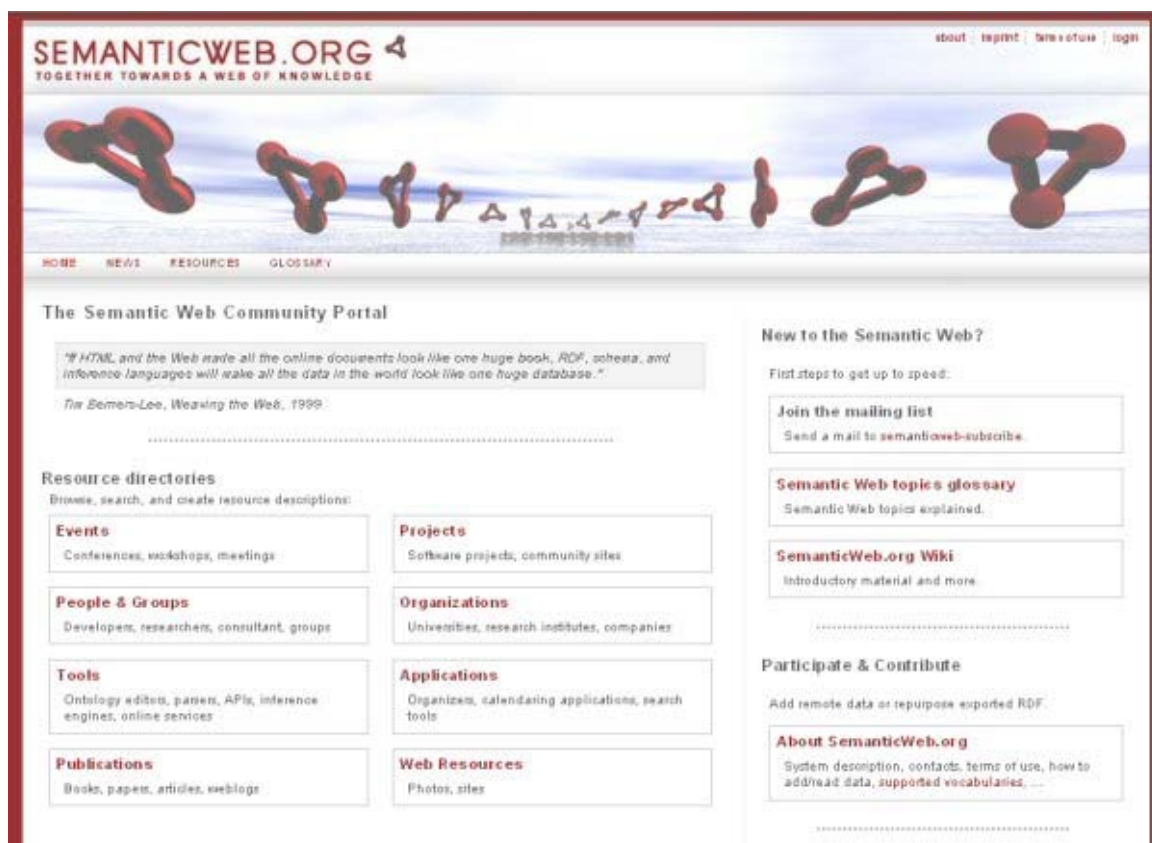 SEMANTICWEB.ORG
TOGETHER TOWARDS A WEB OF KNOWLEDGE
about imprint terms of use login
HOME NEWS RESOURCES GLOSSARY
The Semantic Web Community Portal
"If HTML and the Web made all the online documents look like one huge book, RDF, schema, and
inference languages will make all the data in the world look like one huge database."
Tim Berners-Lee, Weaving the Web, 1999
Resource directories
Browse, search, and create resource descriptions:
Events
Conferences, workshops, meetings
Projects
Software projects, community sites
People & Groups
Developers, researchers, consultant, groups
Organizations
Universities, research institutes, companies
Tools
Ontology editors, parsers, APIs, inference
engines, online services
Applications
Organizers, calendaring applications, search
tools
Publications
Books, papers, articles, weblogs
Web Resources
Photos, sites
New to the Semantic Web?
First steps to get up to speed:
Join the mailing list
Send a mail to semanticweb-subscribe.
Semantic Web topics glossary
Semantic Web topics explained.
SemanticWeb.org Wiki
Introductory material and more.
Participate & Contribute
Add remote data or repurpose exported RDF.
About SemanticWeb.org
System description, contacts, terms of use, how to
add/read data, supported vocabularies, ...